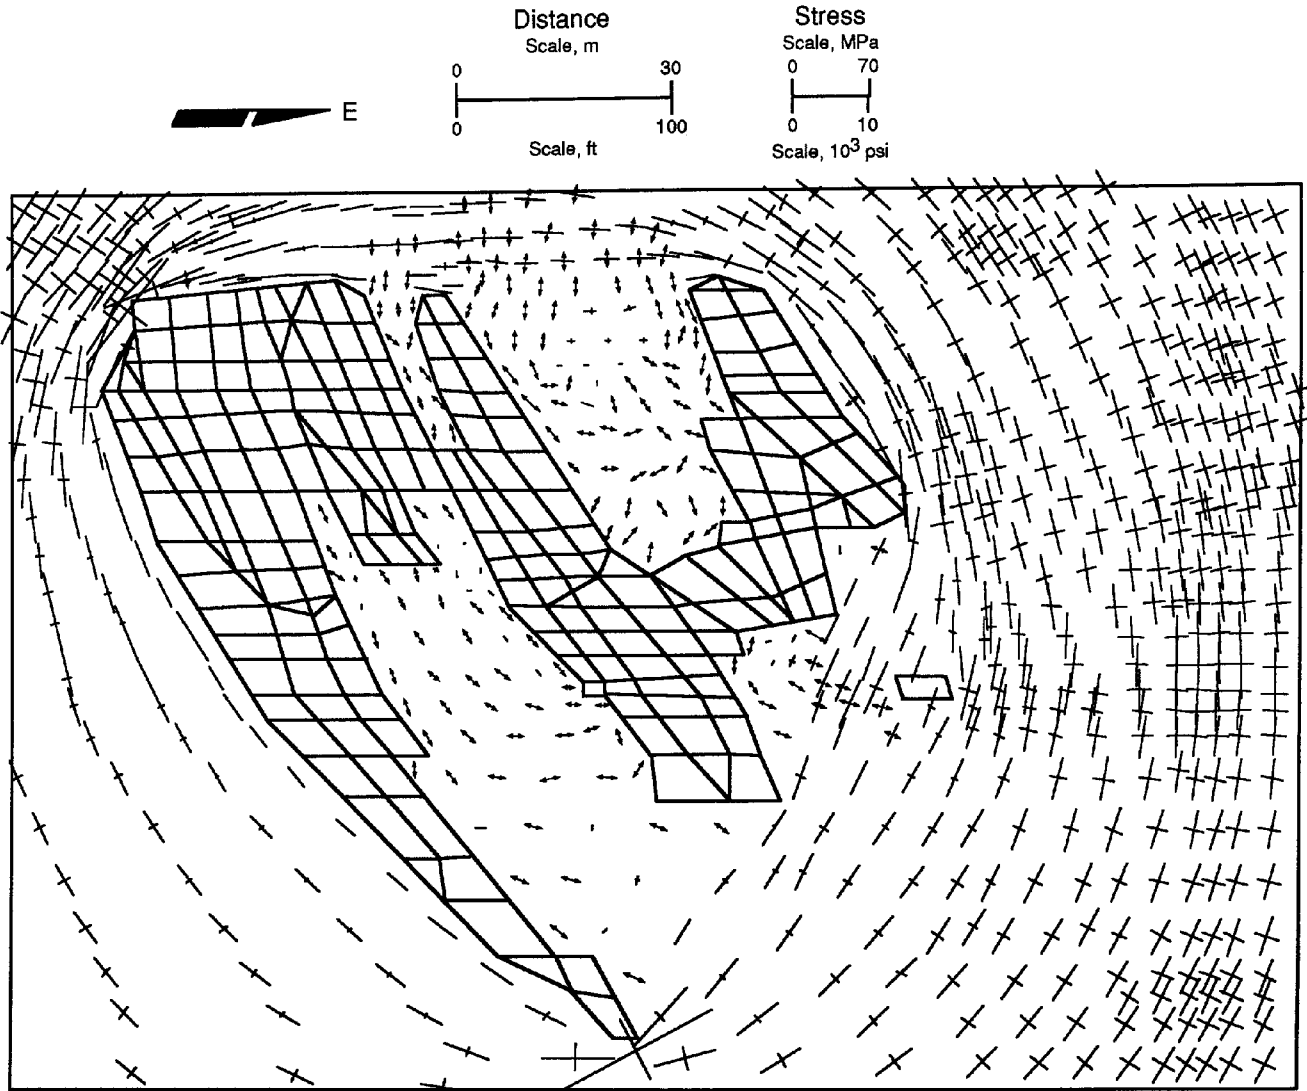 Distance
Scale, m
0 30
0 100
Scale, ft
Stress
Scale, MPa
0 70
0 10
Scale, 10³ psi
E